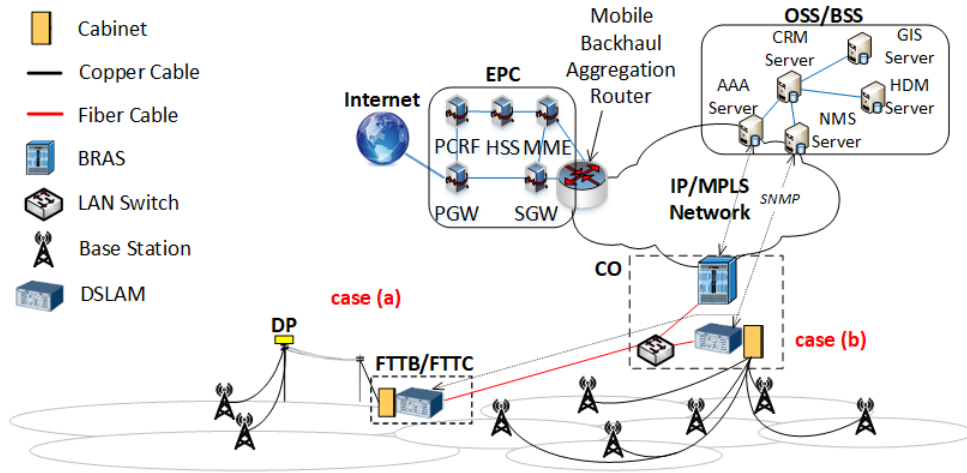 Cabinet
Copper Cable
Fiber Cable
BRAS
LAN Switch
Base Station
DSLAM
Internet
EPC
PCRF
HSS
MME
PGW
SGW
Mobile
Backhaul
Aggregation
Router
OSS/BSS
CRM
Server
GIS
Server
AAA
Server
HDM
Server
NMS
Server
IP/MPLS
Network
SNMP
CO
case (a)
case (b)
DP
FTTB/FTTC